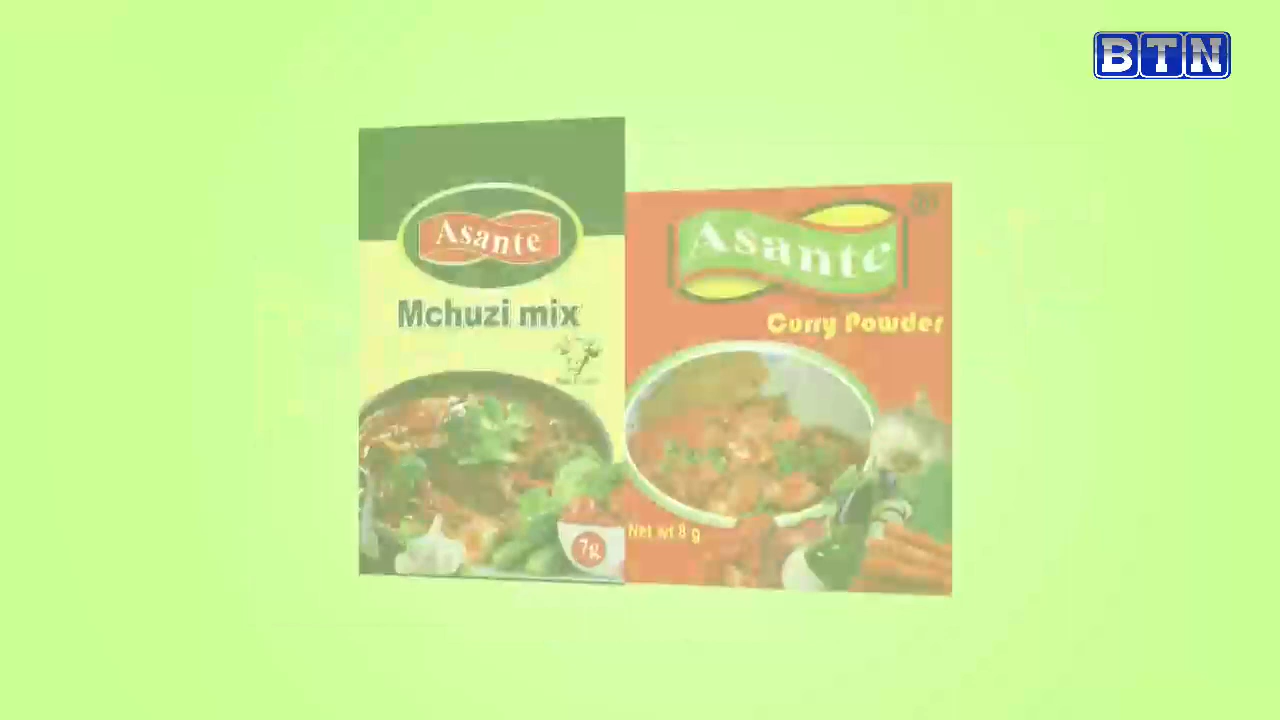 BTN
Asante
Mchuzi mix
7g
Asante
Curry Powder
Net wt 8 g